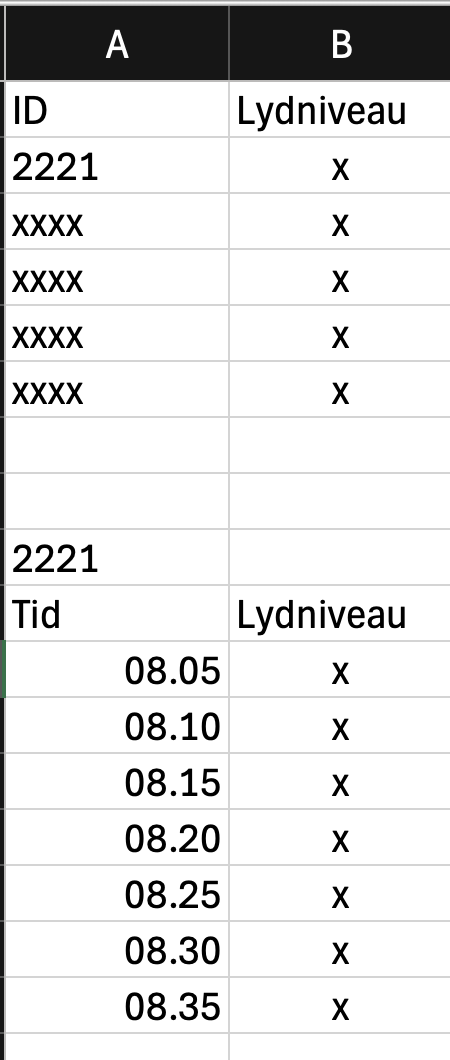 A B
ID Lydniveau
2221 x
xxxx x
xxxx x
xxxx x
xxxx x
2221
Tid Lydniveau
08.05 x
08.10 x
08.15 x
08.20 x
08.25 x
08.30 x
08.35 x